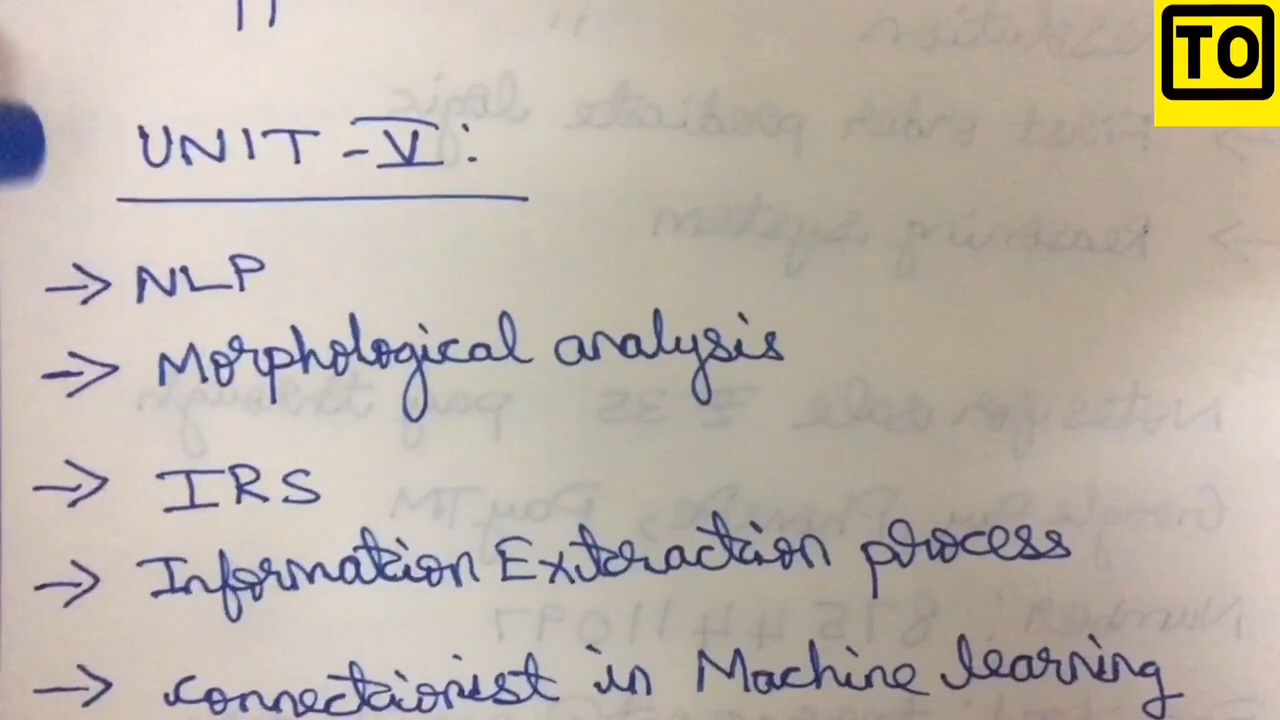 TO
UNIT - V :
→ NLP
→ Morphological analysis
→ IRS
→ Information Extraction process
→ connectionist in Machine learning